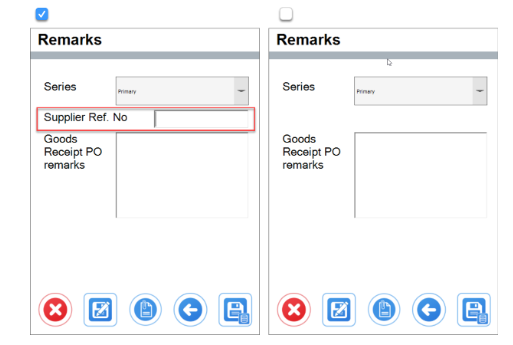 Remarks
Series
Primary
Supplier Ref. No
Goods
Receipt PO
remarks
Remarks
Series
Primary
Goods
Receipt PO
remarks